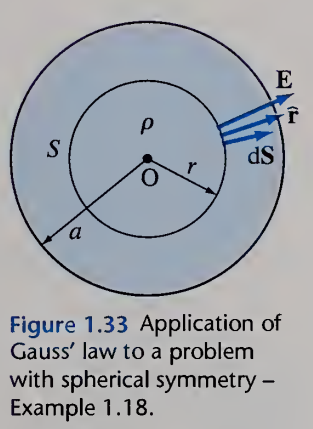 E
r̂
ρ
S
r
dS
O
a
Figure 1.33 Application of
Gauss' law to a problem
with spherical symmetry –
Example 1.18.